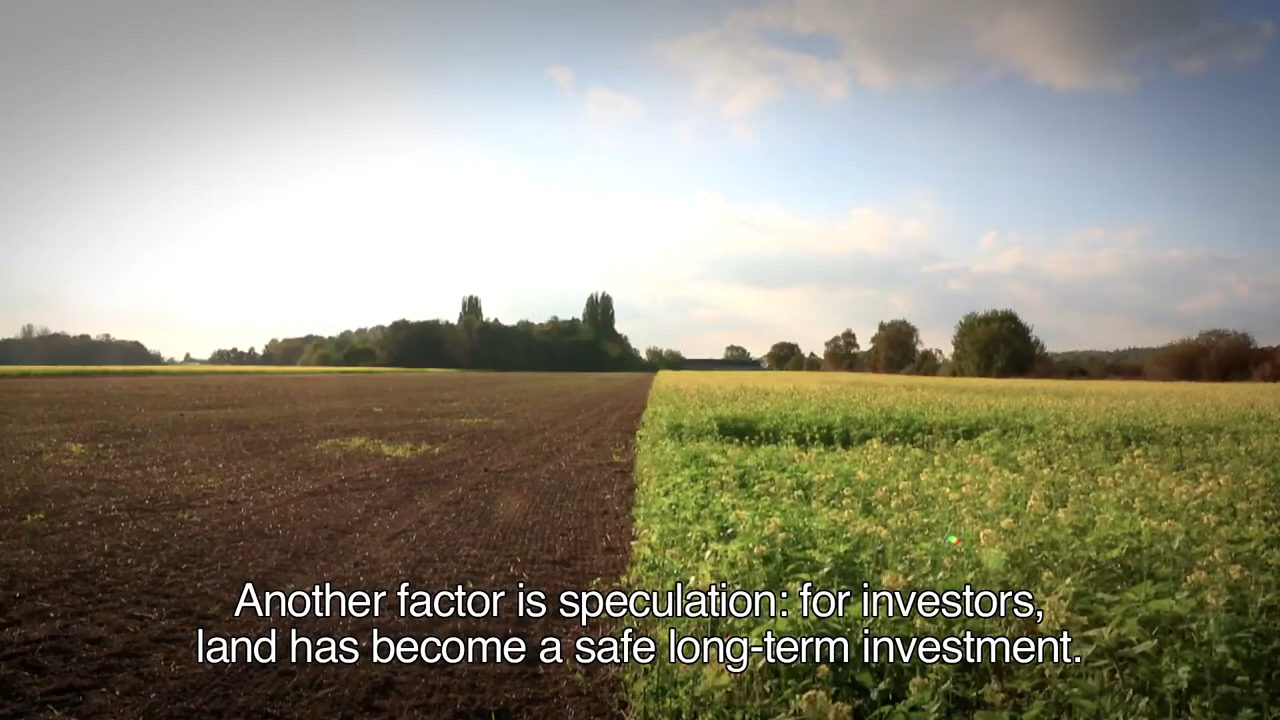 Another factor is speculation: for investors,
land has become a safe long-term investment.